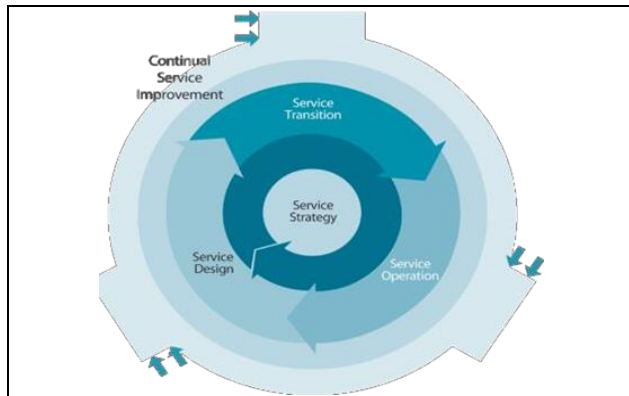 Continual
Service
Improvement
Service
Transition
Service
Strategy
Service
Design
Service
Operation